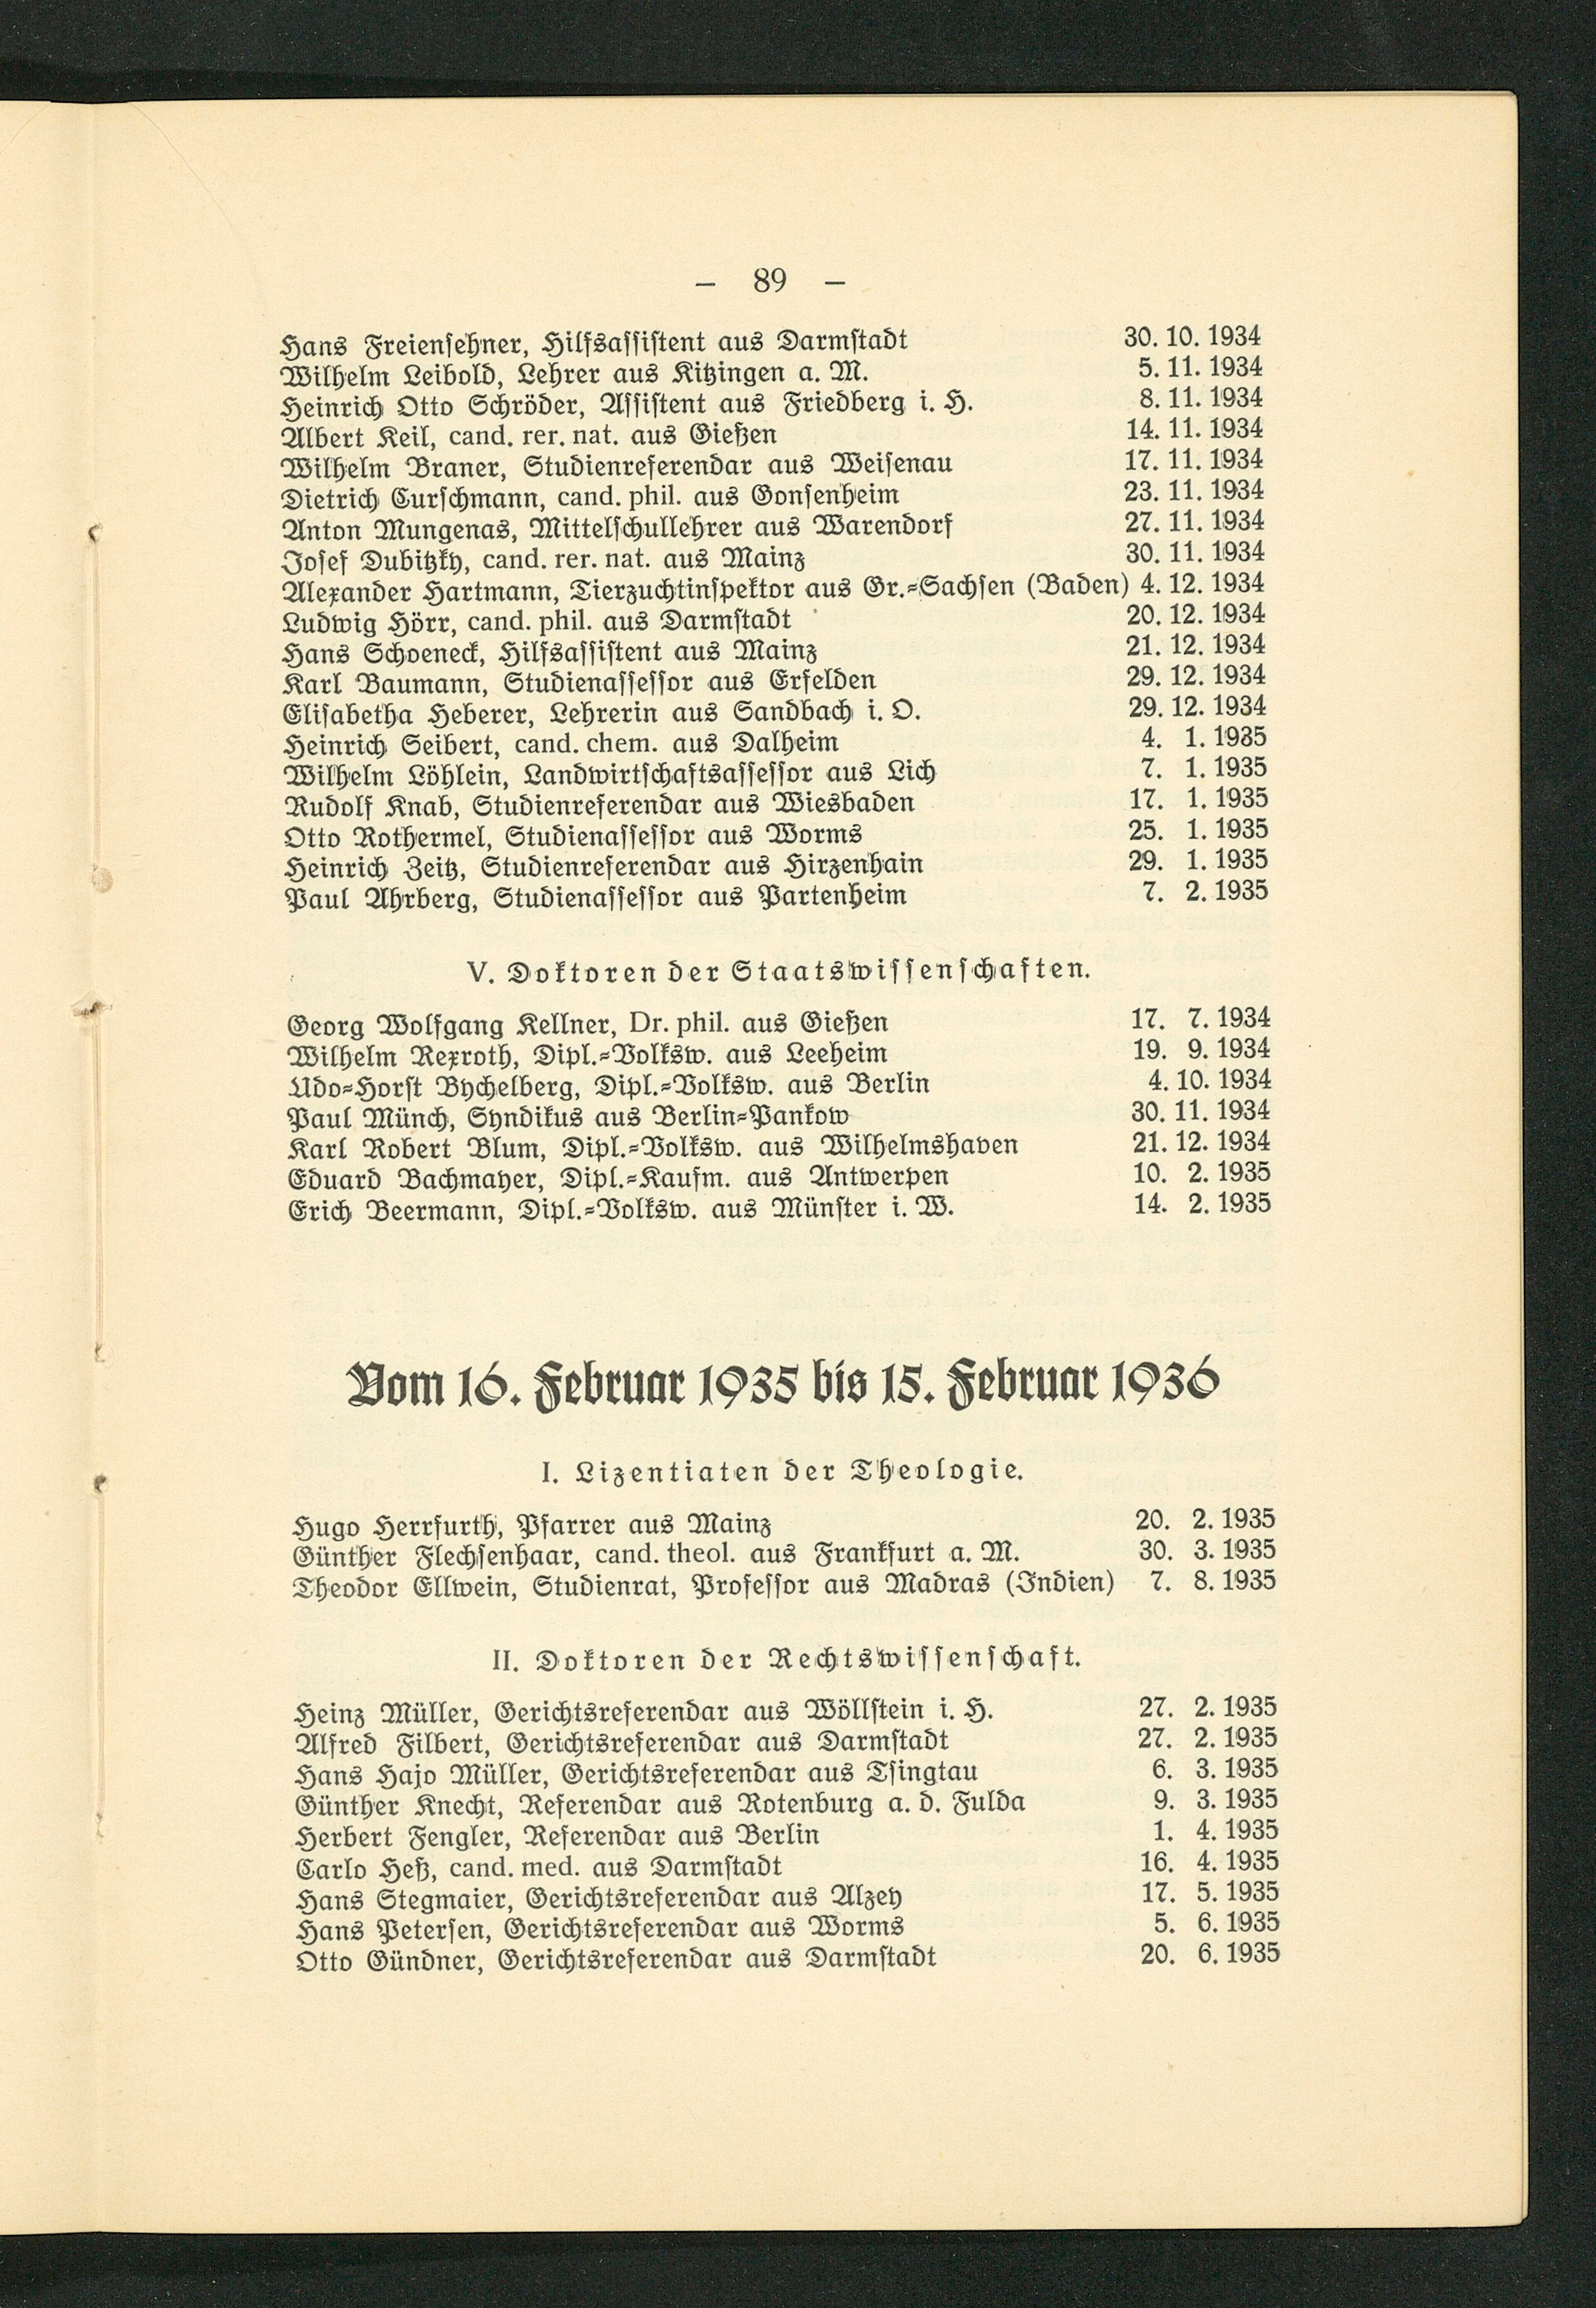 – 89 –
Hans Freiensehner, Hilfsassistent aus Darmstadt 30. 10. 1934
Wilhelm Leibold, Lehrer aus Kitzingen a. M. 5. 11. 1934
Heinrich Otto Schröder, Assistent aus Friedberg i. H. 8. 11. 1934
Albert Keil, cand. rer. nat. aus Gießen 14. 11. 1934
Wilhelm Braner, Studienreferendar aus Weisenau 17. 11. 1934
Dietrich Curschmann, cand. phil. aus Gonsenheim 23. 11. 1934
Anton Mungenas, Mittelschullehrer aus Warendorf 27. 11. 1934
Josef Dubitzky, cand. rer. nat. aus Mainz 30. 11. 1934
Alexander Hartmann, Tierzuchtinspektor aus Gr.-Sachsen (Baden) 4. 12. 1934
Ludwig Hörr, cand. phil. aus Darmstadt 20. 12. 1934
Hans Schoeneck, Hilfsassistent aus Mainz 21. 12. 1934
Karl Baumann, Studienassessor aus Erfelden 29. 12. 1934
Elisabetha Heberer, Lehrerin aus Sandbach i. O. 29. 12. 1934
Heinrich Seibert, cand. chem. aus Dalheim 4. 1. 1935
Wilhelm Löhlein, Landwirtschaftsassessor aus Lich 7. 1. 1935
Rudolf Knab, Studienreferendar aus Wiesbaden 17. 1. 1935
Otto Rothermel, Studienassessor aus Worms 25. 1. 1935
Heinrich Zeitz, Studienreferendar aus Hirzenhain 29. 1. 1935
Paul Ahrberg, Studienassessor aus Partenheim 7. 2. 1935
V. Doktoren der Staatswissenschaften.
Georg Wolfgang Kellner, Dr. phil. aus Gießen 17. 7. 1934
Wilhelm Rexroth, Dipl.-Volksw. aus Leeheim 19. 9. 1934
Udo-Horst Bychelberg, Dipl.-Volksw. aus Berlin 4. 10. 1934
Paul Münch, Syndikus aus Berlin-Pankow 30. 11. 1934
Karl Robert Blum, Dipl.-Volksw. aus Wilhelmshaven 21. 12. 1934
Eduard Bachmayer, Dipl.-Kaufm. aus Antwerpen 10. 2. 1935
Erich Beermann, Dipl.-Volksw. aus Münster i. W. 14. 2. 1935
Vom 16. Februar 1935 bis 15. Februar 1936
I. Lizentiaten der Theologie.
Hugo Herrfurth, Pfarrer aus Mainz 20. 2. 1935
Günther Flechsenhaar, cand. theol. aus Frankfurt a. M. 30. 3. 1935
Theodor Ellwein, Studienrat, Professor aus Madras (Indien) 7. 8. 1935
II. Doktoren der Rechtswissenschaft.
Heinz Müller, Gerichtsreferendar aus Wöllstein i. H. 27. 2. 1935
Alfred Filbert, Gerichtsreferendar aus Darmstadt 27. 2. 1935
Hans Hajo Müller, Gerichtsreferendar aus Tsingtau 6. 3. 1935
Günther Knecht, Referendar aus Rotenburg a. d. Fulda 9. 3. 1935
Herbert Fengler, Referendar aus Berlin 1. 4. 1935
Carlo Heß, cand. med. aus Darmstadt 16. 4. 1935
Hans Stegmaier, Gerichtsreferendar aus Alzey 17. 5. 1935
Hans Petersen, Gerichtsreferendar aus Worms 5. 6. 1935
Otto Gündner, Gerichtsreferendar aus Darmstadt 20. 6. 1935